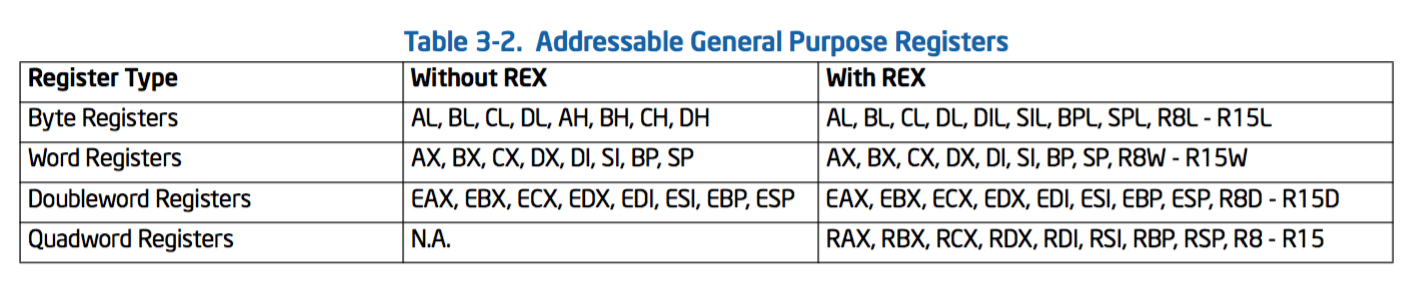 Table 3-2. Addressable General Purpose Registers
Register Type Without REX With REX
Byte Registers AL, BL, CL, DL, AH, BH, CH, DH AL, BL, CL, DL, DIL, SIL, BPL, SPL, R8L - R15L
Word Registers AX, BX, CX, DX, DI, SI, BP, SP AX, BX, CX, DX, DI, SI, BP, SP, R8W - R15W
Doubleword Registers EAX, EBX, ECX, EDX, EDI, ESI, EBP, ESP EAX, EBX, ECX, EDX, EDI, ESI, EBP, ESP, R8D - R15D
Quadword Registers N.A. RAX, RBX, RCX, RDX, RDI, RSI, RBP, RSP, R8 - R15